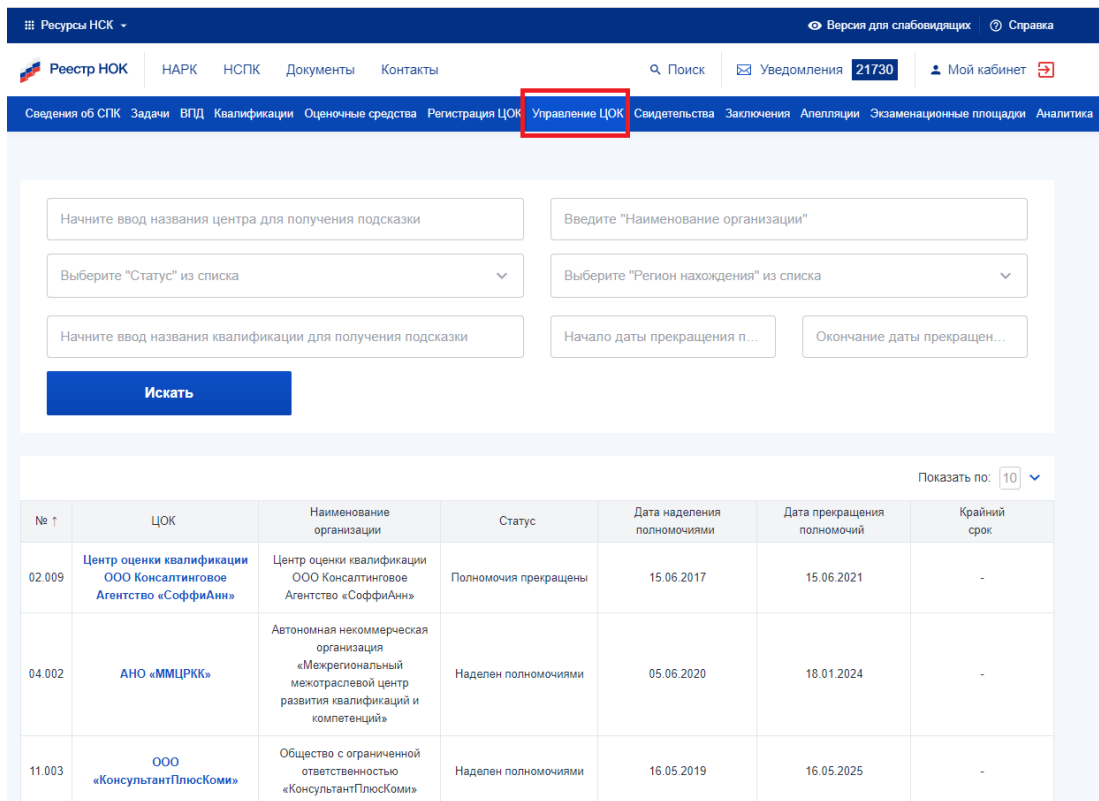 Ресурсы НСК
Версия для слабовидящих
Справка
Реестр НОК
НАРК
НСПК
Документы
Контакты
Поиск
Уведомления 21730
Мой кабинет
Сведения об СПК Задачи ВПД Квалификации Оценочные средства Регистрация ЦОК Управление ЦОК Свидетельства Заключения Апелляции Экзаменационные площадки Аналитика
Начните ввод названия центра для получения подсказки
Введите "Наименование организации"
Выберите "Статус" из списка
Выберите "Регион нахождения" из списка
Начните ввод названия квалификации для получения подсказки
Начало даты прекращения п...
Окончание даты прекращен...
Искать
Показать по: 10
№ ↑
ЦОК
Наименование
организации
Статус
Дата наделения
полномочиями
Дата прекращения
полномочий
Крайний
срок
02.009
Центр оценки квалификации
ООО Консалтинговое
Агентство «СоффиАнн»
Центр оценки квалификации
ООО Консалтинговое
Агентство «СоффиАнн»
Полномочия прекращены
15.06.2017
15.06.2021
-
04.002
АНО «ММЦРКК»
Автономная некоммерческая
организация
«Межрегиональный
межотраслевой центр
развития квалификаций и
компетенций»
Наделен полномочиями
05.06.2020
18.01.2024
-
11.003
ООО
«КонсультантПлюсКоми»
Общество с ограниченной
ответственностью
«КонсультантПлюсКоми»
Наделен полномочиями
16.05.2019
16.05.2025
-